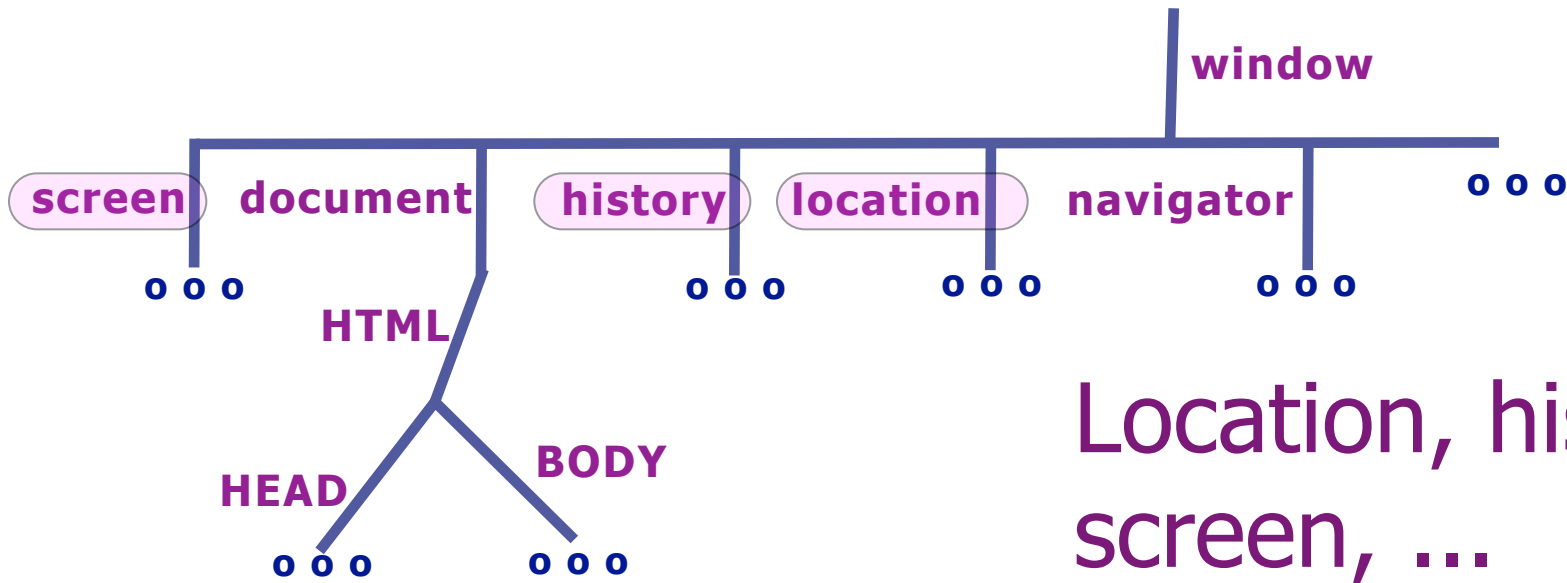 window
screen document history location navigator
o o o
o o o o o o o o o o o o
HTML
HEAD BODY
o o o o o o
Location, his
screen, ...